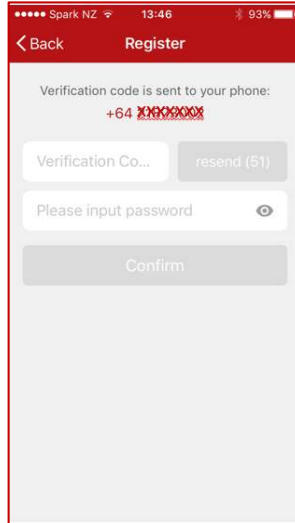 Spark NZ 13:46 93%
Back Register
Verification code is sent to your phone:
+64 XXXXXXX
Verification Co... resend (51)
Please input password
Confirm